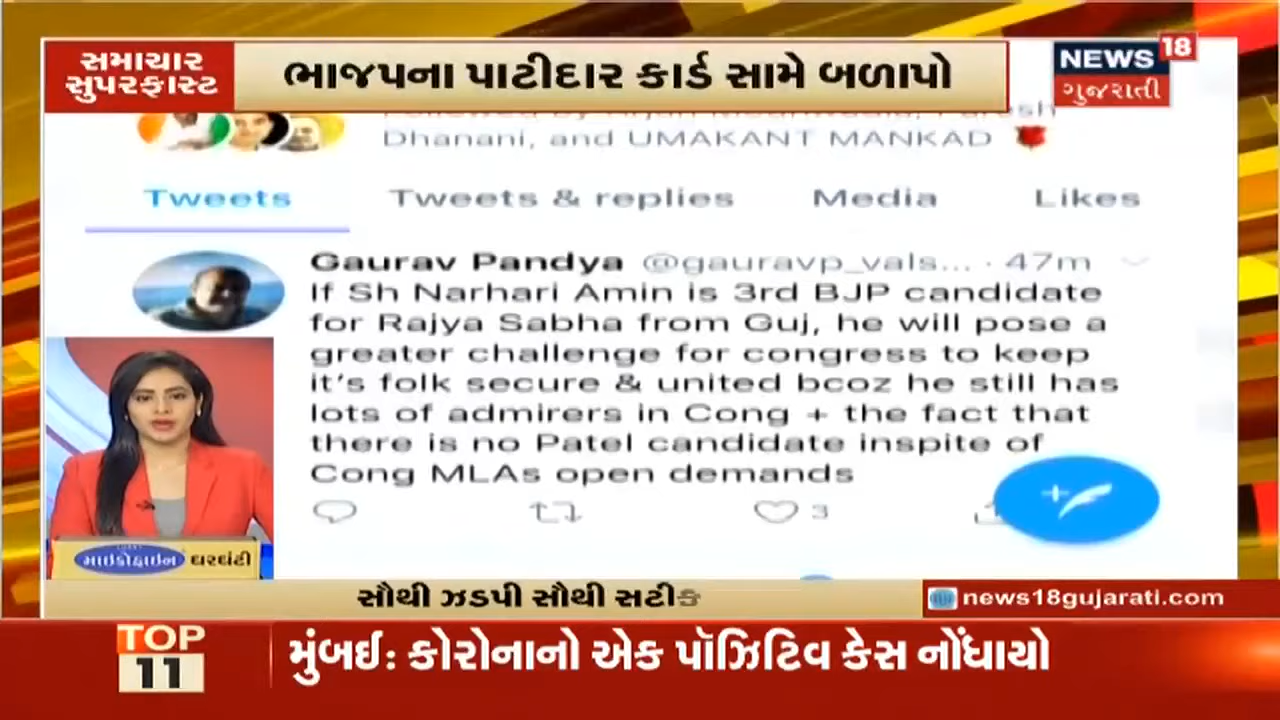 સમાચાર
સુપરફાસ્ટ
ભાજપના પાટીદાર કાર્ડ સામે બળાપો
NEWS 18
ગુજરાતી
Dhanani, and UMAKANT MANKAD
Tweets Tweets & replies Media Likes
Gaurav Pandya @gauravp_vals... · 47m
If Sh Narhari Amin is 3rd BJP candidate
for Rajya Sabha from Guj, he will pose a
greater challenge for congress to keep
it's folk secure & united bcoz he still has
lots of admirers in Cong + the fact that
there is no Patel candidate inspite of
Cong MLAs open demands
3
માઇક્રોફાઇન ઘરઘંટી
સૌથી ઝડપી સૌથી સટીક
news18gujarati.com
TOP
11
મુંબઈ: કોરોનાનો એક પૉઝિટિવ કેસ નોંધાયો